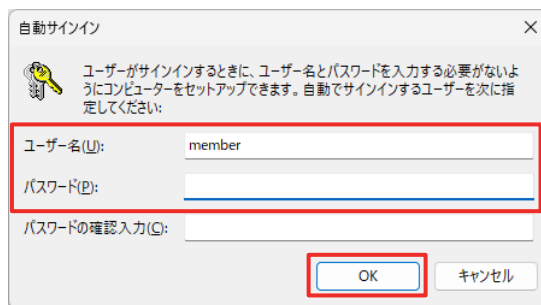 自動サインイン
ユーザーがサインインするときに、ユーザー名とパスワードを入力する必要がないよ
うにコンピューターをセットアップできます。自動でサインインするユーザーを次に指
定してください:
ユーザー名(U): member
パスワード(P):
パスワードの確認入力(C):
OK キャンセル